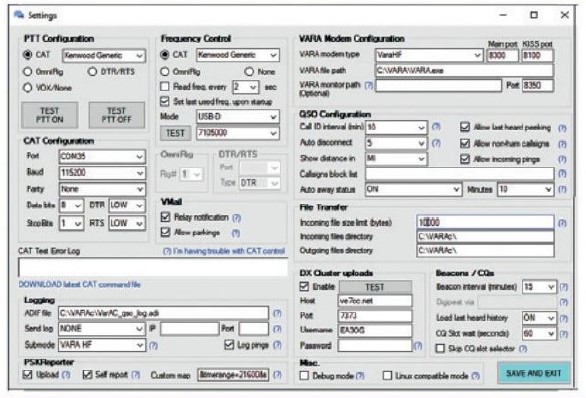 Settings
PTT Configuration
CAT Kenwood Generic
OmniRig DTR/RTS
VOX/None
TEST PTT ON
TEST PTT OFF
CAT Configuration
Port COM35
Baud 115200
Parity None
Data bits 8 DTR LOW
Stop Bits 1 RTS LOW
Frequency Control
CAT Kenwood Generic
OmniRig None
Read freq. every 2 sec
Set last used freq. upon startup
Mode USB-D
TEST 7105000
OmniRig
Rig# 1
DTR/RTS
Port
Type DTR
VMail
Relay notification (?)
Allow parkings (?)
CAT Test Error Log (?) I'm having trouble with CAT control
DOWNLOAD latest CAT command file
Logging
ADIF file C:\VARAc\VarAC_qso_log.adi (?)
Send log NONE IP Port (?)
Submode VARA HF (?) Log pings (?)
PSKReporter
Upload (?) Self report (?) Custom map &timerange=21600&s (?)
VARA Modem Configuration
Main port KISS port
VARA modem type VaraHF 8300 8100
VARA file path C:\VARA\VARA.exe
VARA monitor path (?) Port 8350
(Optional)
QSO Configuration
Call ID interval (min) 10 (?) Allow last heard peeking (?)
Auto disconnect 5 (?) Allow non-ham callsigns (?)
Show distance in MI Allow incoming pings (?)
Callsigns block list (?)
Auto away status ON Minutes 10 (?)
File Transfer
Incoming file size limit (bytes) 10000 (?)
Incoming files directory C:\VARAc\
Outgoing files directory C:\VARAc\
DX Cluster uploads
Enable TEST
Host ve7cc.net
Port 7373
Username EA3OG
Password (?)
Beacons / CQs
Beacon interval (minutes) 15 (?)
Digipeat via (?)
Load last heard history ON (?)
CQ Slot wait (seconds) 60 (?)
Skip CQ slot selector (?)
Misc.
Debug mode (?) Linux compatible mode (?)
SAVE AND EXIT